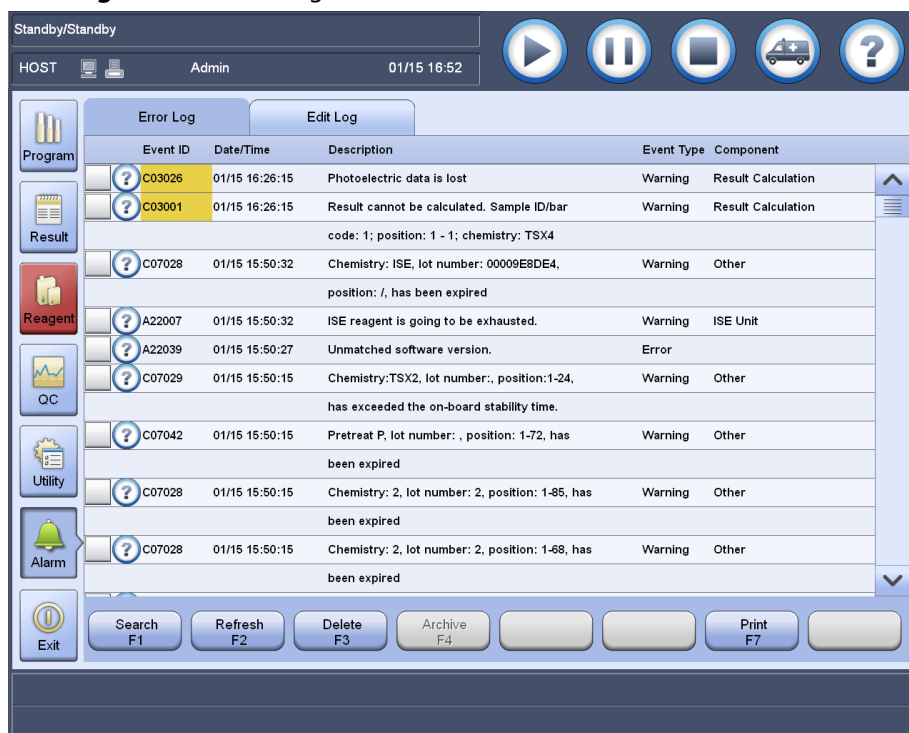 Standby/Standby
HOST Admin 01/15 16:52
?
Error Log Edit Log
Event ID Date/Time Description Event Type Component
? C03026 01/15 16:26:15 Photoelectric data is lost Warning Result Calculation
? C03001 01/15 16:26:15 Result cannot be calculated. Sample ID/bar Warning Result Calculation
code: 1; position: 1 - 1; chemistry: TSX4
? C07028 01/15 15:50:32 Chemistry: ISE, lot number: 00009E8DE4, Warning Other
position: /, has been expired
? A22007 01/15 15:50:32 ISE reagent is going to be exhausted. Warning ISE Unit
? A22039 01/15 15:50:27 Unmatched software version. Error
? C07029 01/15 15:50:15 Chemistry:TSX2, lot number:, position:1-24, Warning Other
has exceeded the on-board stability time.
? C07042 01/15 15:50:15 Pretreat P, lot number: , position: 1-72, has Warning Other
been expired
? C07028 01/15 15:50:15 Chemistry: 2, lot number: 2, position: 1-85, has Warning Other
been expired
? C07028 01/15 15:50:15 Chemistry: 2, lot number: 2, position: 1-68, has Warning Other
been expired
Program
Result
Reagent
QC
Utility
Alarm
Exit
Search F1
Refresh F2
Delete F3
Archive F4
Print F7